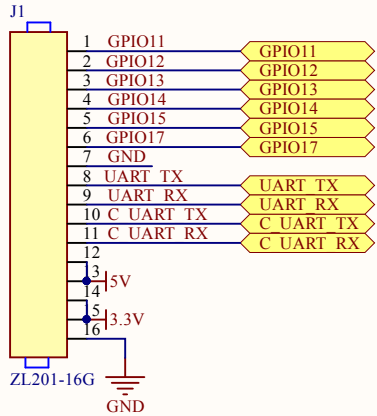 J1
1 GPIO11 GPIO11
2 GPIO12 GPIO12
3 GPIO13 GPIO13
4 GPIO14 GPIO14
5 GPIO15 GPIO15
6 GPIO17 GPIO17
7 GND
8 UART_TX UART_TX
9 UART_RX UART_RX
10 C_UART_TX C_UART_TX
11 C_UART_RX C_UART_RX
12
3 5V
14
5 3.3V
16
ZL201-16G
GND